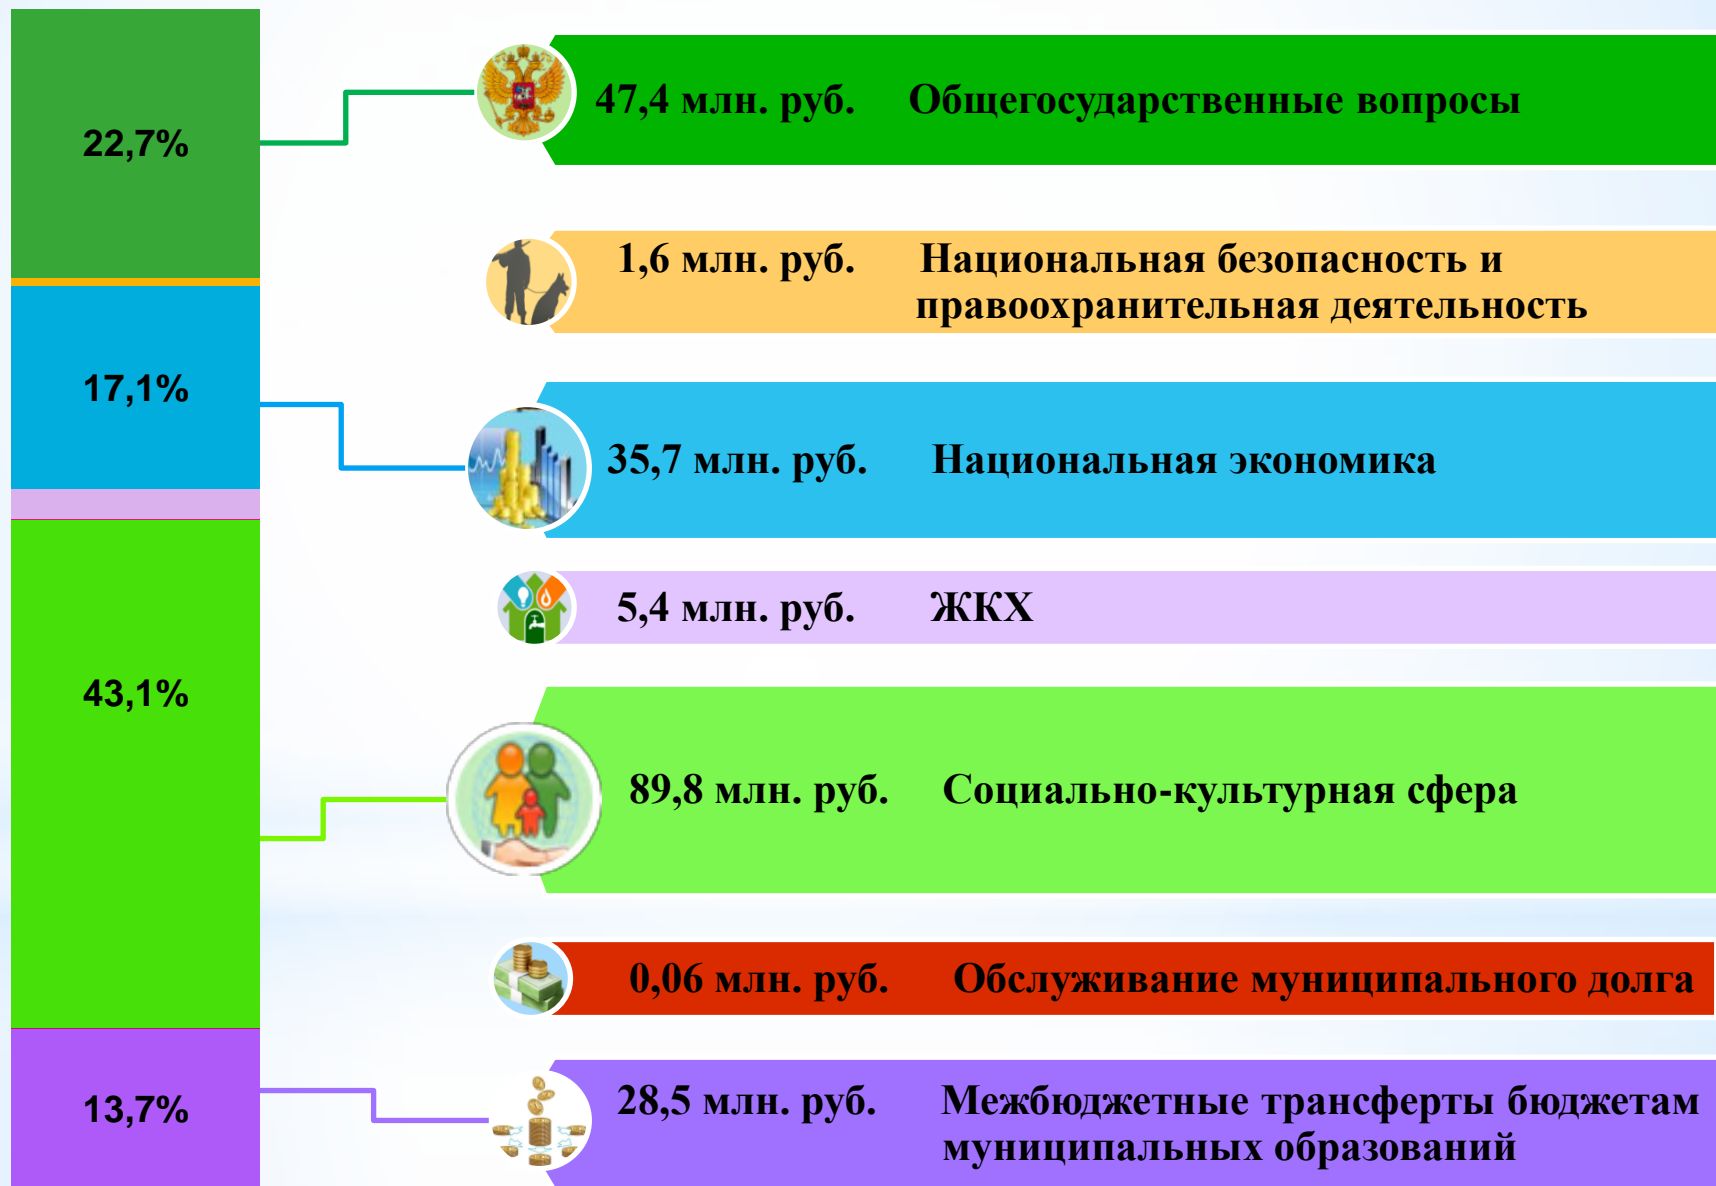 22,7%
47,4 млн. руб. Общегосударственные вопросы
1,6 млн. руб. Национальная безопасность и
правоохранительная деятельность
17,1%
35,7 млн. руб. Национальная экономика
5,4 млн. руб. ЖКХ
43,1%
89,8 млн. руб. Социально-культурная сфера
0,06 млн. руб. Обслуживание муниципального долга
13,7%
28,5 млн. руб. Межбюджетные трансферты бюджетам
муниципальных образований